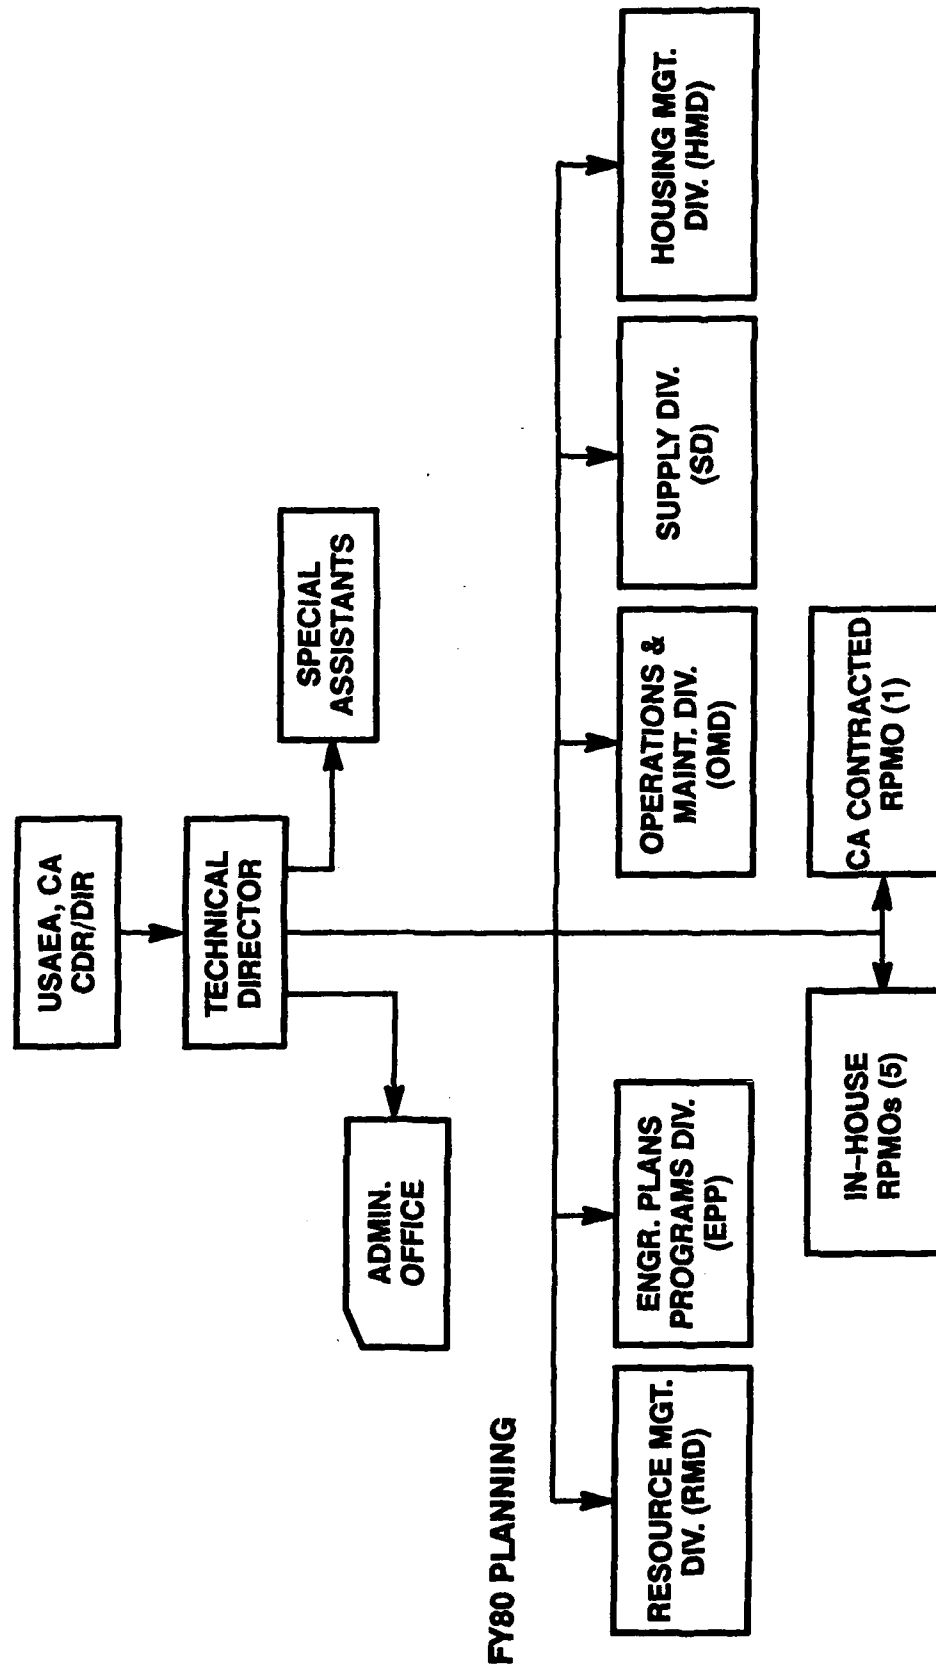 USAEA, CA
CDR/DIR
TECHNICAL
DIRECTOR
SPECIAL
ASSISTANTS
ADMIN.
OFFICE
FY80 PLANNING
RESOURCE MGT.
DIV. (RMD)
ENGR. PLANS
PROGRAMS DIV.
(EPP)
OPERATIONS &
MAINT. DIV.
(OMD)
SUPPLY DIV.
(SD)
HOUSING MGT.
DIV. (HMD)
IN-HOUSE
RPMOs (5)
CA CONTRACTED
RPMO (1)